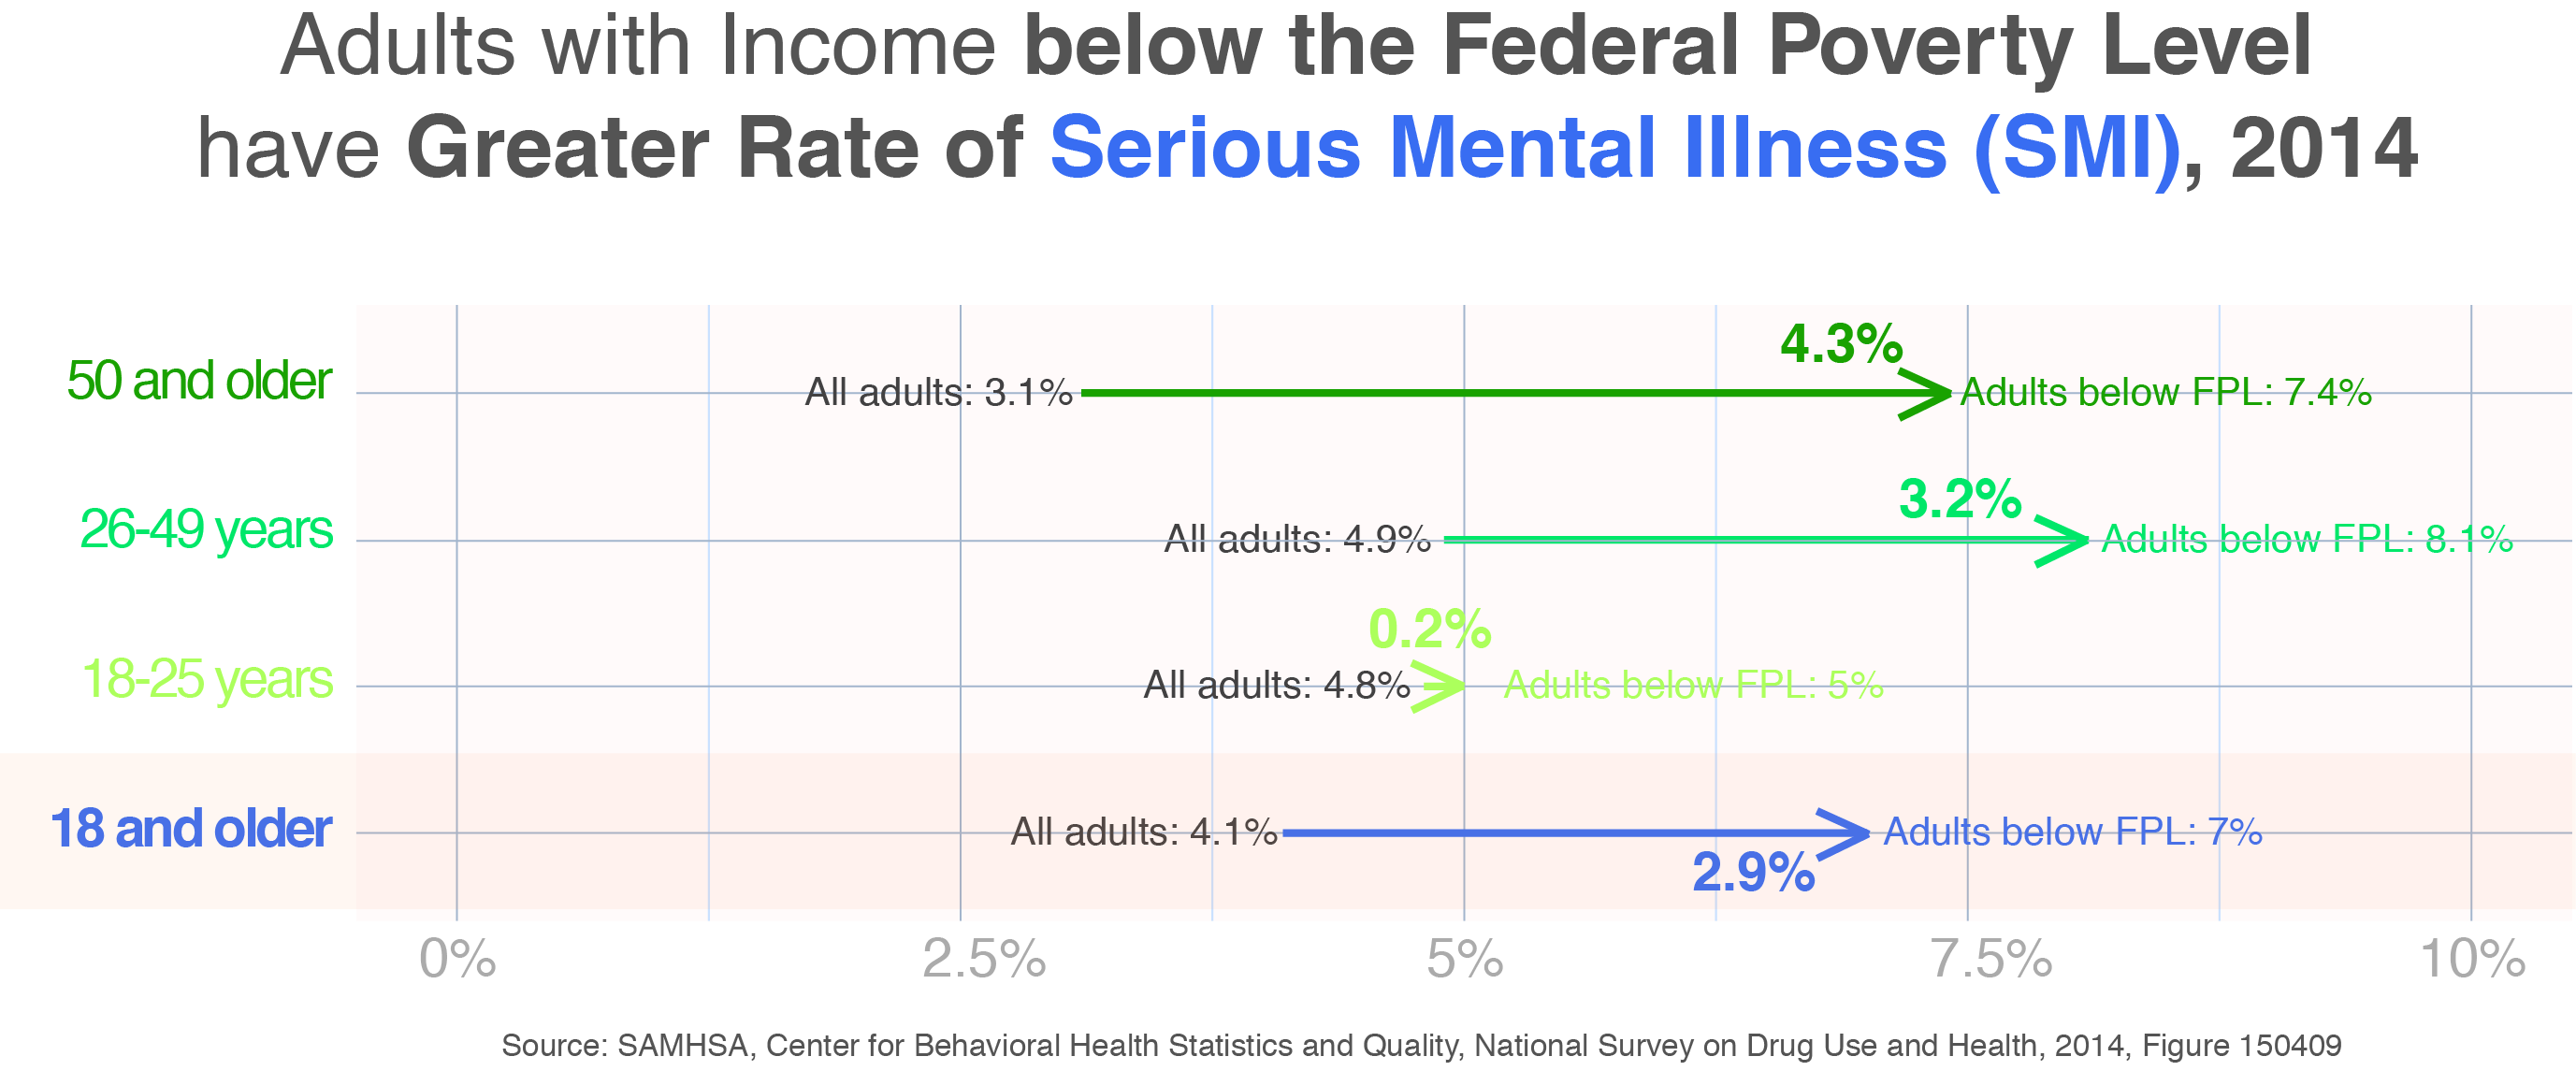 Adults with Income below the Federal Poverty Level
have Greater Rate of Serious Mental Illness (SMI), 2014
4.3%
50 and older
All adults: 3.1%
Adults below FPL: 7.4%
3.2%
26-49 years
All adults: 4.9%
Adults below FPL: 8.1%
0.2%
18-25 years
All adults: 4.8%
Adults below FPL: 5%
18 and older
All adults: 4.1%
Adults below FPL: 7%
2.9%
0%
2.5%
5%
7.5%
10%
Source: SAMHSA, Center for Behavioral Health Statistics and Quality, National Survey on Drug Use and Health, 2014, Figure 150409